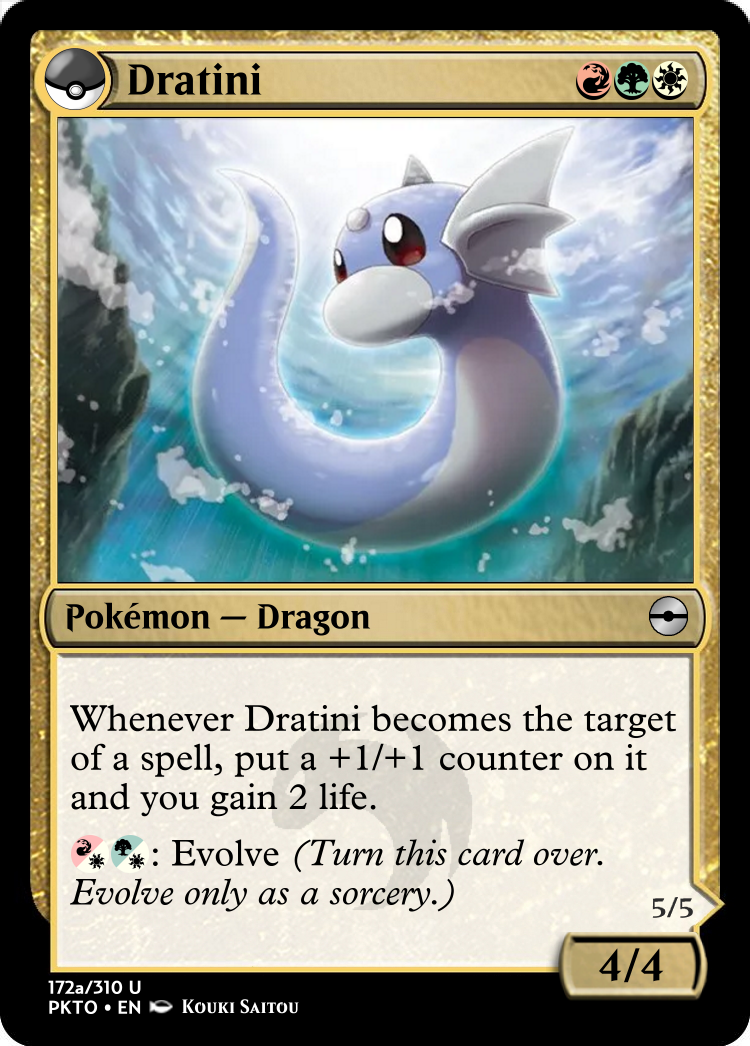 Dratini
Pokémon — Dragon
Whenever Dratini becomes the target
of a spell, put a +1/+1 counter on it
and you gain 2 life.
: Evolve (Turn this card over.
Evolve only as a sorcery.)
5/5
4/4
172a/310 U
PKTO • EN Kouki Saitou